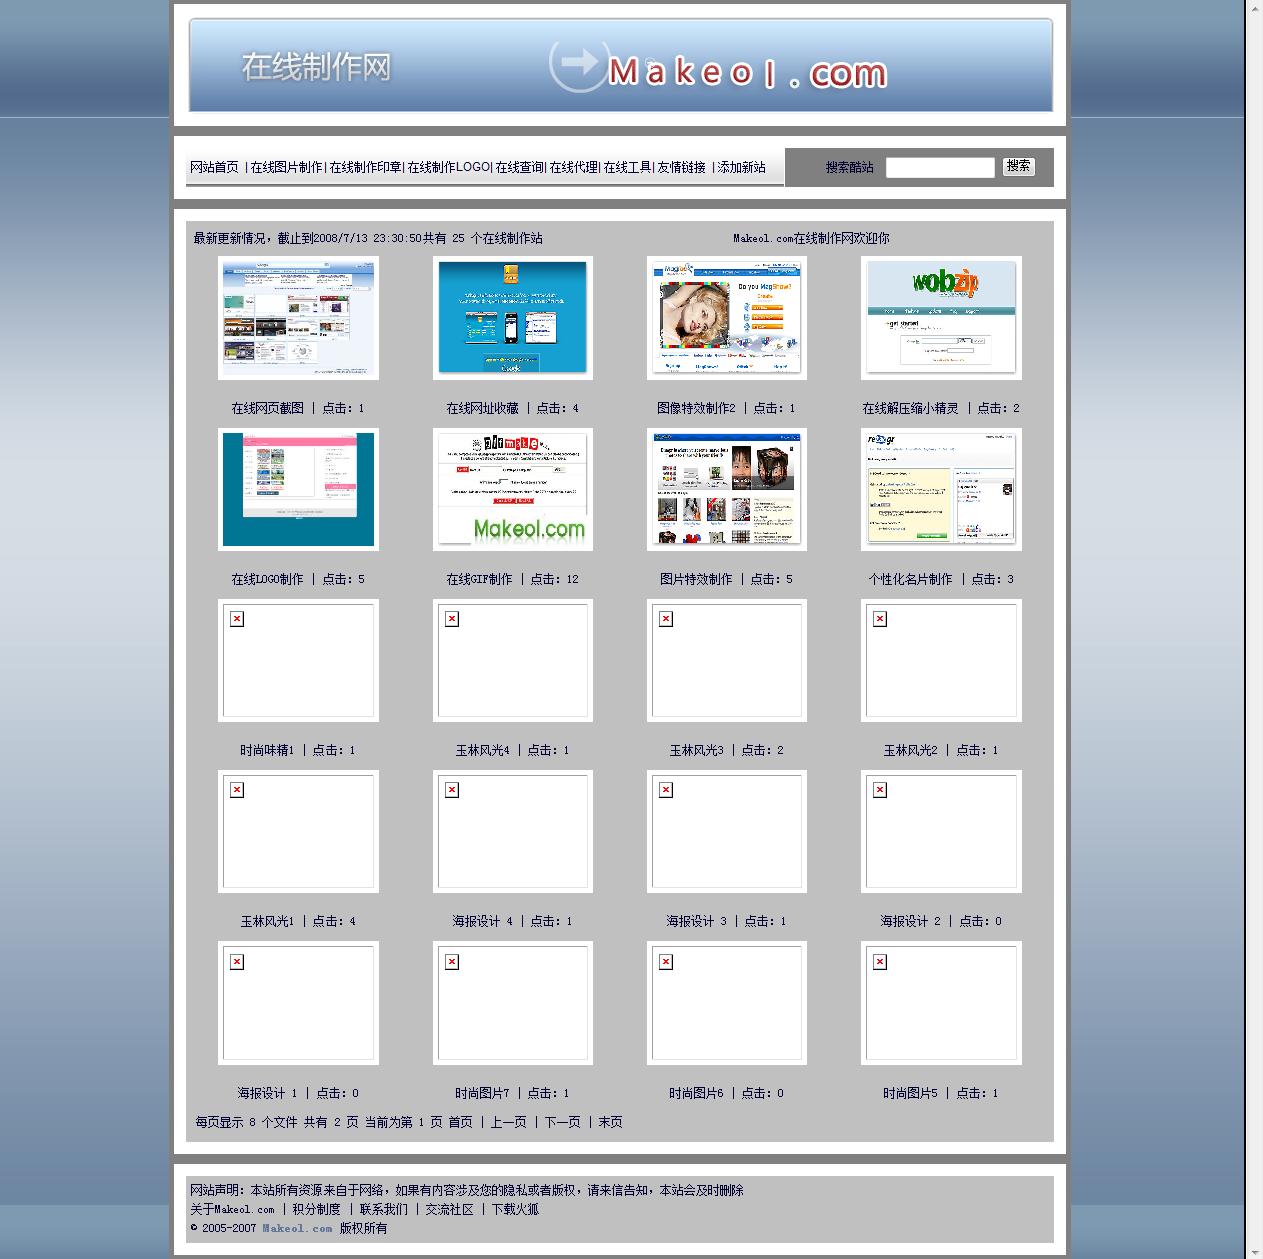 在线制作网
Makeol.com
网站首页 | 在线图片制作 | 在线制作印章 | 在线制作LOGO | 在线查询 | 在线代理 | 在线工具 | 友情链接 | 添加新站
搜索酷站 搜索
最新更新情况，截止到2008/7/13 23:30:50共有 25 个在线制作站
Makeol.com在线制作网欢迎你
Do you MagShow?
wobzip
get started
在线网页截图 | 点击：1
在线网址收藏 | 点击：4
图像特效制作2 | 点击：1
在线解压缩小精灵 | 点击：2
Makeol.com
在线LOGO制作 | 点击：5
在线GIF制作 | 点击：12
图片特效制作 | 点击：5
个性化名片制作 | 点击：3
时尚味精1 | 点击：1
玉林风光4 | 点击：1
玉林风光3 | 点击：2
玉林风光2 | 点击：1
玉林风光1 | 点击：4
海报设计 4 | 点击：1
海报设计 3 | 点击：1
海报设计 2 | 点击：0
海报设计 1 | 点击：0
时尚图片7 | 点击：1
时尚图片6 | 点击：0
时尚图片5 | 点击：1
每页显示 8 个文件 共有 2 页 当前为第 1 页 首页 | 上一页 | 下一页 | 末页
网站声明：本站所有资源来自于网络，如果有内容涉及您的隐私或者版权，请来信告知，本站会及时删除
关于Makeol.com | 积分制度 | 联系我们 | 交流社区 | 下载火狐
© 2005-2007 Makeol.com 版权所有